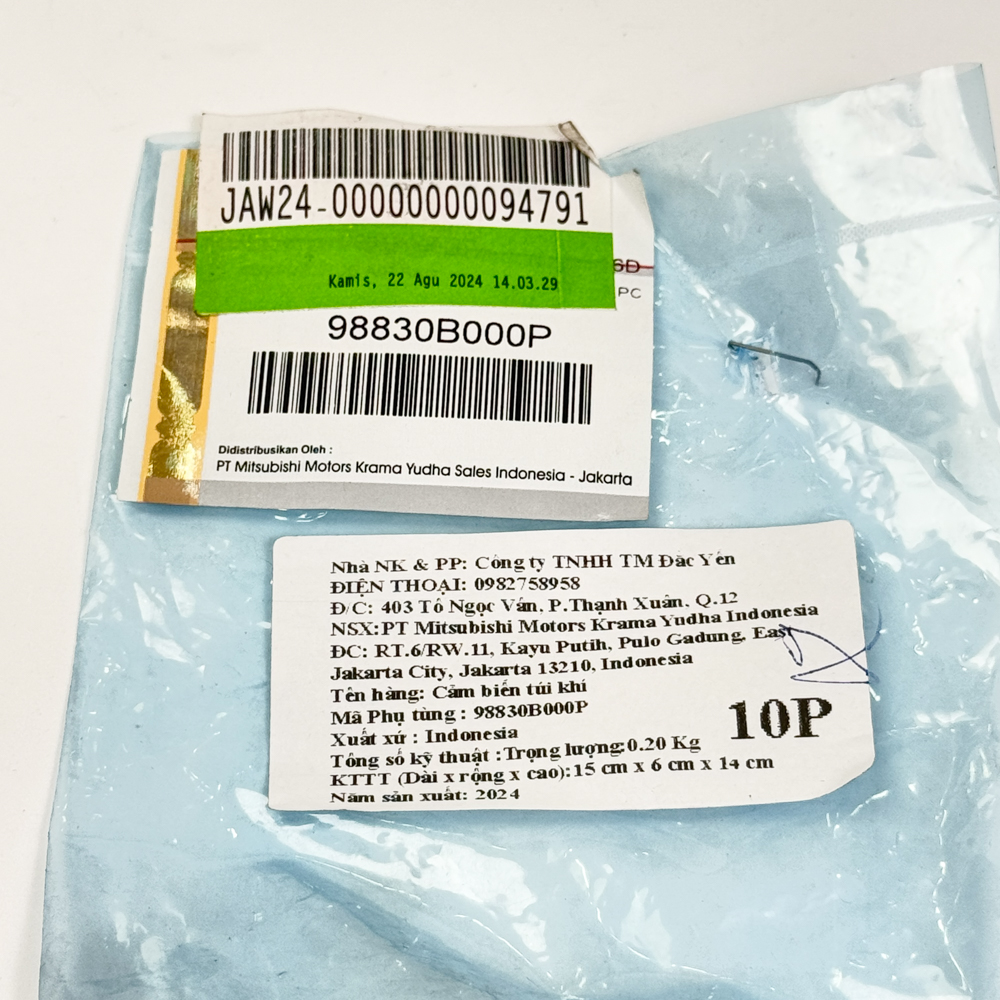 JAW24-00000000094791
6D
Kamis, 22 Agu 2024 14.03.29
PC
98830B000P
Didistribusikan Oleh :
PT Mitsubishi Motors Krama Yudha Sales Indonesia - Jakarta
Nhà NK & PP: Công ty TNHH TM Đắc Yến
ĐIỆN THOẠI: 0982758958
Đ/C: 403 Tô Ngọc Vân, P.Thạnh Xuân, Q.12
NSX:PT Mitsubishi Motors Krama Yudha Indonesia
ĐC: RT.6/RW.11, Kayu Putih, Pulo Gadung, East
Jakarta City, Jakarta 13210, Indonesia
Tên hàng: Cảm biến túi khí
Mã Phụ tùng : 98830B000P
10P
Xuất xứ : Indonesia
Tổng số kỹ thuật :Trọng lượng:0.20 Kg
KTTT (Dài x rộng x cao):15 cm x 6 cm x 14 cm
Năm sản xuất: 2024